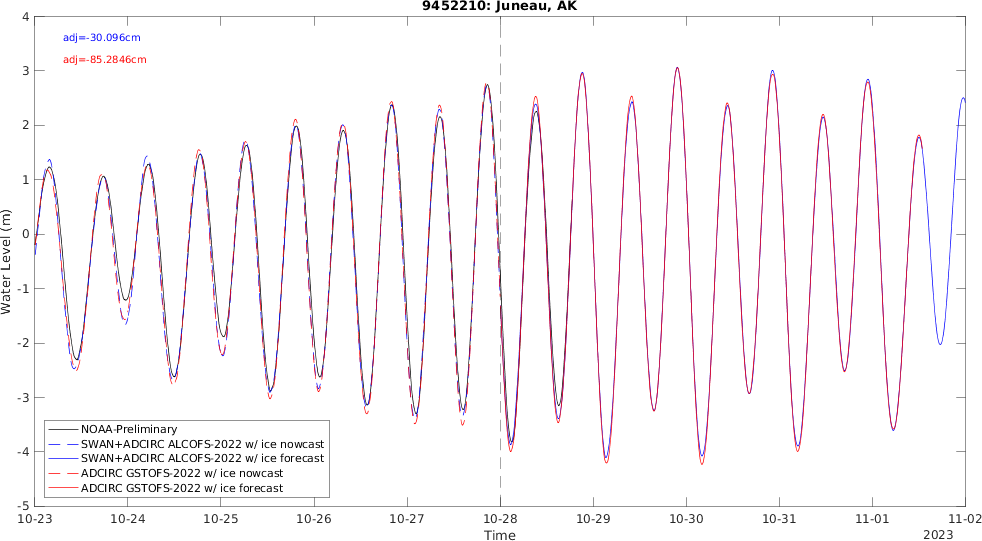 9452210: Juneau, AK
adj=-30.096cm
adj=-85.2846cm
Water Level (m)
4
3
2
1
0
-1
-2
-3
-4
-5
NOAA-Preliminary
SWAN+ADCIRC ALCOFS-2022 w/ ice nowcast
SWAN+ADCIRC ALCOFS-2022 w/ ice forecast
ADCIRC GSTOFS-2022 w/ ice nowcast
ADCIRC GSTOFS-2022 w/ ice forecast
10-23 10-24 10-25 10-26 10-27 10-28 10-29 10-30 10-31 11-01 11-02
Time
2023